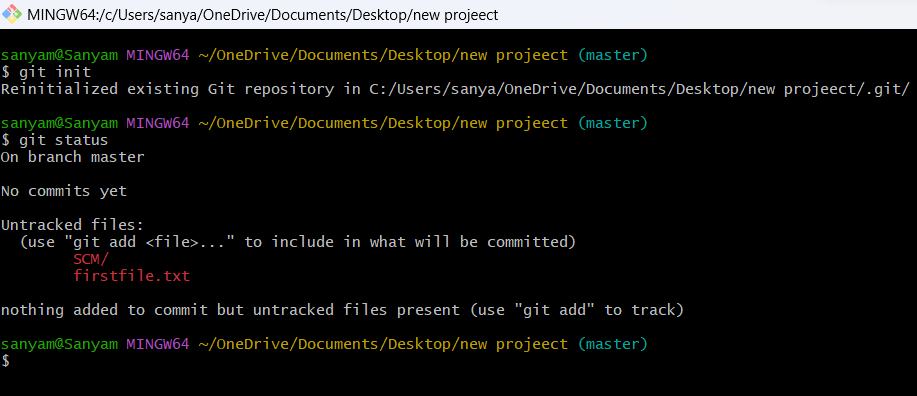 MINGW64:/c/Users/sanya/OneDrive/Documents/Desktop/new projeect
sanyam@Sanyam MINGW64 ~/OneDrive/Documents/Desktop/new projeect (master)
$ git init
Reinitialized existing Git repository in C:/Users/sanya/OneDrive/Documents/Desktop/new projeect/.git/
sanyam@Sanyam MINGW64 ~/OneDrive/Documents/Desktop/new projeect (master)
$ git status
On branch master
No commits yet
Untracked files:
  (use "git add <file>..." to include in what will be committed)
        SCM/
        firstfile.txt
nothing added to commit but untracked files present (use "git add" to track)
sanyam@Sanyam MINGW64 ~/OneDrive/Documents/Desktop/new projeect (master)
$